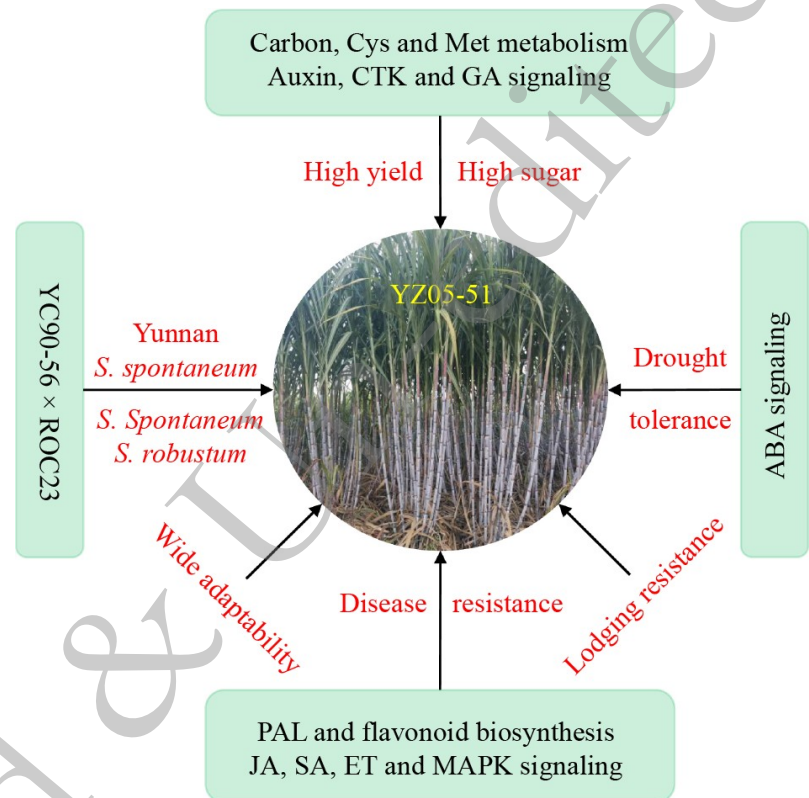 Carbon, Cys and Met metabolism
Auxin, CTK and GA signaling
High yield
High sugar
YC90-56 × ROC23
Yunnan
S. spontaneum
S. Spontaneum
S. robustum
YZ05-51
Drought
tolerance
ABA signaling
Wide adaptability
Disease
resistance
Lodging resistance
PAL and flavonoid biosynthesis
JA, SA, ET and MAPK signaling